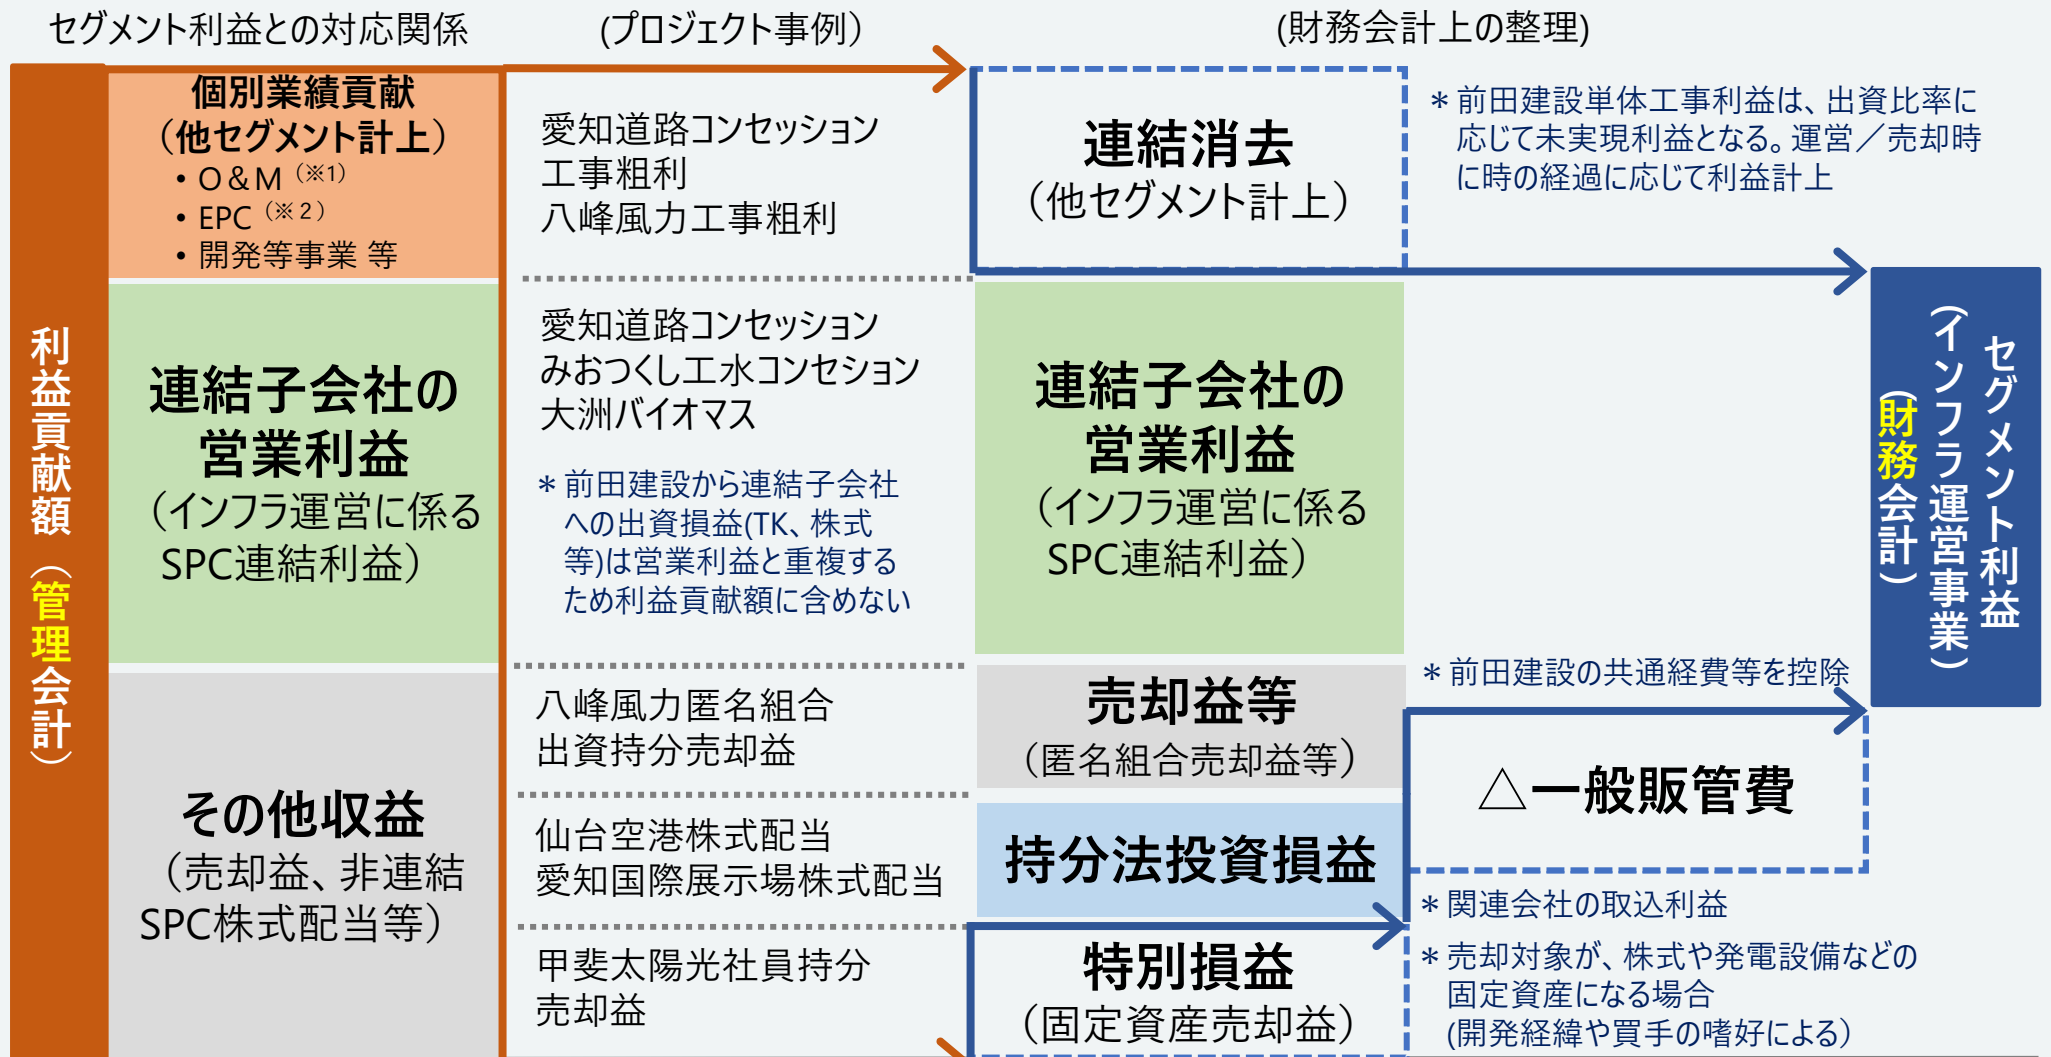 セグメント利益との対応関係
(プロジェクト事例）
(財務会計上の整理)
利益貢献額（管理会計）
個別業績貢献
（他セグメント計上）
・O＆M（※1）
・EPC（※２）
・開発等事業 等
愛知道路コンセッション
工事粗利
八峰風力工事粗利
連結消去
（他セグメント計上）
＊前田建設単体工事利益は、出資比率に
応じて未実現利益となる。運営／売却時
に時の経過に応じて利益計上
連結子会社の
営業利益
（インフラ運営に係る
SPC連結利益）
愛知道路コンセッション
みおつくし工水コンセション
大洲バイオマス
＊前田建設から連結子会社
への出資損益(TK、株式
等)は営業利益と重複する
ため利益貢献額に含めない
連結子会社の
営業利益
（インフラ運営に係る
SPC連結利益）
セグメント利益
（インフラ運営事業）
（財務会計）
その他収益
（売却益、非連結
SPC株式配当等）
八峰風力匿名組合
出資持分売却益
売却益等
（匿名組合売却益等）
＊前田建設の共通経費等を控除
△一般販管費
仙台空港株式配当
愛知国際展示場株式配当
持分法投資損益
＊関連会社の取込利益
甲斐太陽光社員持分
売却益
特別損益
（固定資産売却益）
＊売却対象が、株式や発電設備などの
固定資産になる場合
(開発経緯や買手の嗜好による）